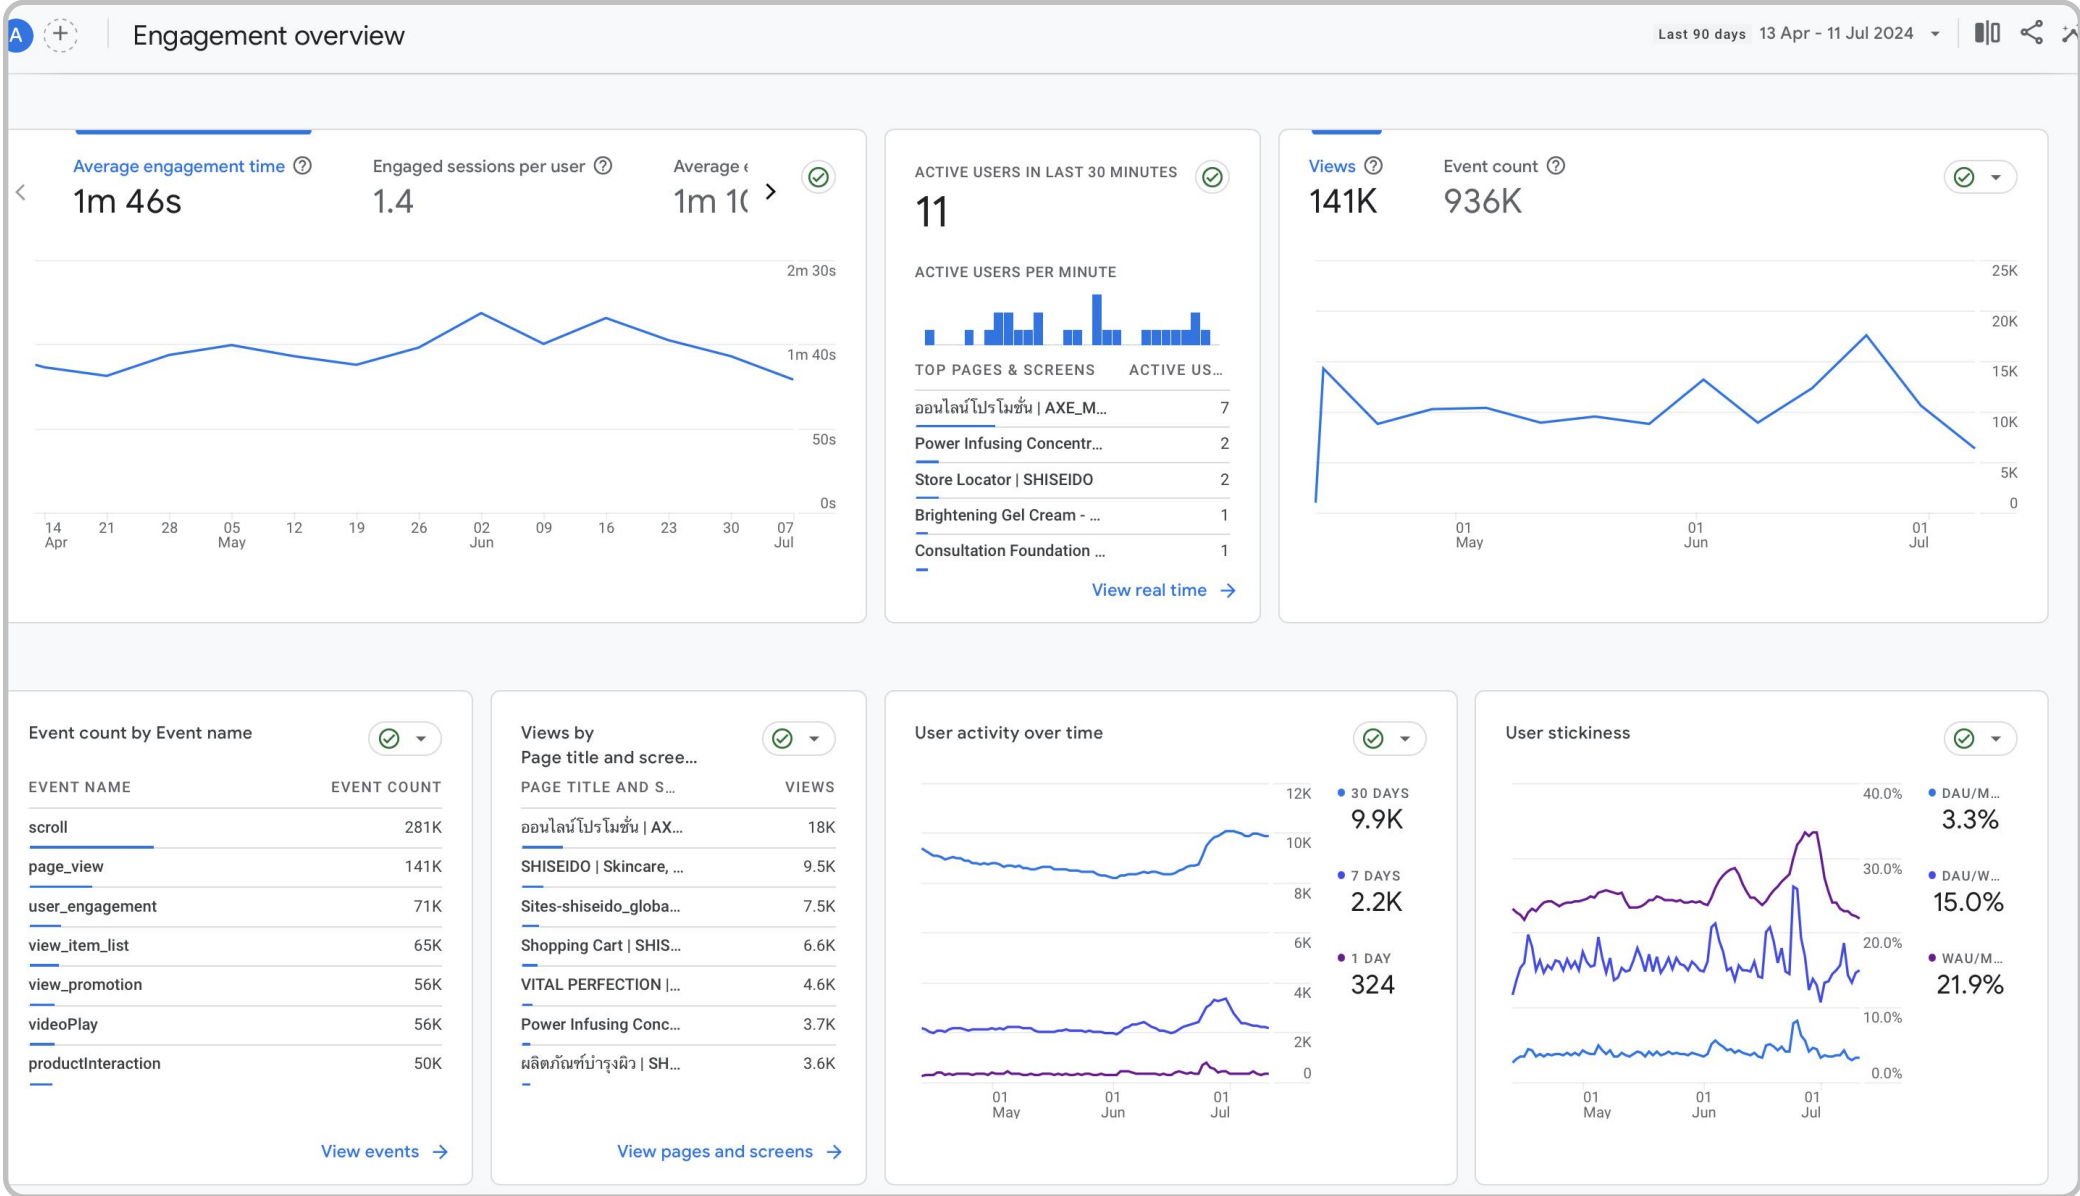 A
+
Engagement overview
Last 90 days 13 Apr - 11 Jul 2024
Average engagement time
1m 46s
Engaged sessions per user
1.4
Average e
1m 10
2m 30s
1m 40s
50s
0s
14 Apr
21
28
05 May
12
19
26
02 Jun
09
16
23
30
07 Jul
ACTIVE USERS IN LAST 30 MINUTES
11
ACTIVE USERS PER MINUTE
TOP PAGES & SCREENS ACTIVE US...
ออนไลน์โปรโมชั่น | AXE_M... 7
Power Infusing Concentr... 2
Store Locator | SHISEIDO 2
Brightening Gel Cream - ... 1
Consultation Foundation ... 1
View real time
Views
141K
Event count
936K
25K
20K
15K
10K
5K
0
01 May
01 Jun
01 Jul
Event count by Event name
EVENT NAME EVENT COUNT
scroll 281K
page_view 141K
user_engagement 71K
view_item_list 65K
view_promotion 56K
videoPlay 56K
productInteraction 50K
View events
Views by
Page title and scree...
PAGE TITLE AND S... VIEWS
ออนไลน์โปรโมชั่น | AX... 18K
SHISEIDO | Skincare, ... 9.5K
Sites-shiseido_globa... 7.5K
Shopping Cart | SHIS... 6.6K
VITAL PERFECTION |... 4.6K
Power Infusing Conc... 3.7K
ผลิตภัณฑ์บำรุงผิว | SH... 3.6K
View pages and screens
User activity over time
12K
10K
8K
6K
4K
2K
0
01 May
01 Jun
01 Jul
30 DAYS
9.9K
7 DAYS
2.2K
1 DAY
324
User stickiness
40.0%
30.0%
20.0%
10.0%
0.0%
01 May
01 Jun
01 Jul
DAU/M...
3.3%
DAU/W...
15.0%
WAU/M...
21.9%